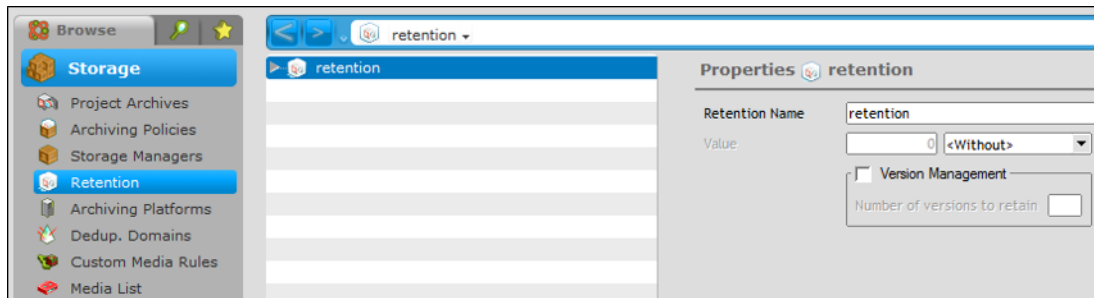 Browse
retention
Storage
retention
Properties retention
Project Archives
Retention Name retention
Archiving Policies
Value 0 <Without>
Storage Managers
Version Management
Retention
Number of versions to retain
Archiving Platforms
Dedup. Domains
Custom Media Rules
Media List